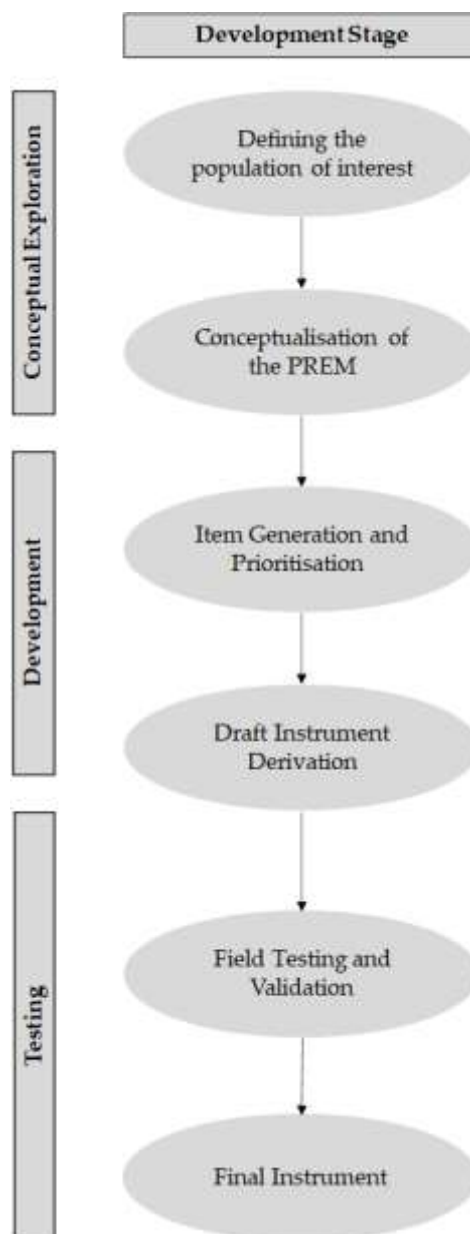 Development Stage
Conceptual Exploration
Defining the
population of interest
Conceptualisation of
the PREM
Development
Item Generation and
Prioritisation
Draft Instrument
Derivation
Testing
Field Testing and
Validation
Final Instrument